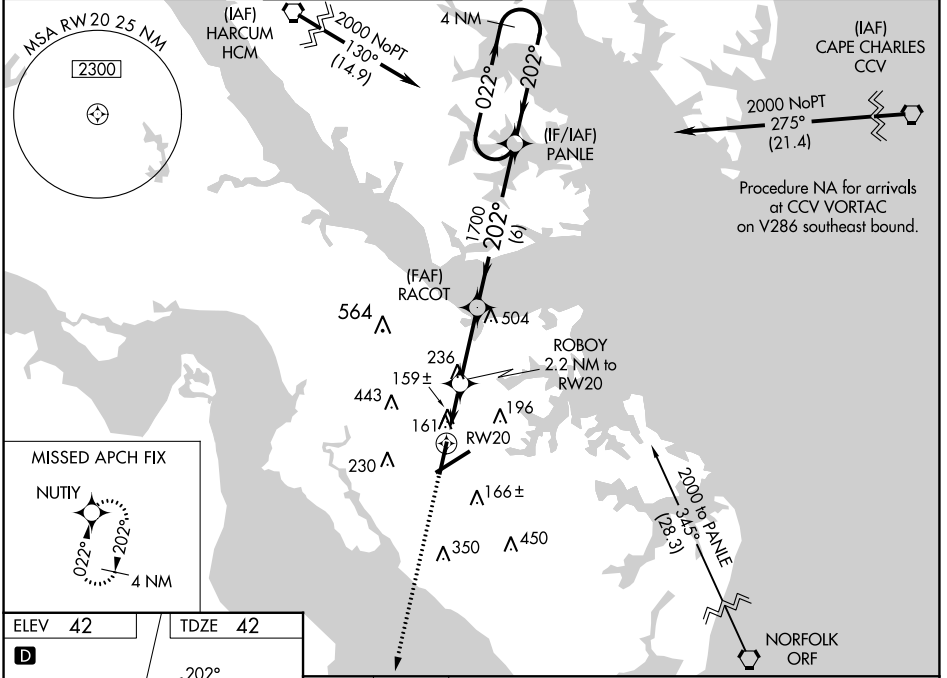 MSA RW20 25 NM
2300
(IAF)
HARCUM
HCM
2000 NoPT
130°
(14.9)
4 NM
022°
202°
(IF/IAF)
PANLE
(IAF)
CAPE CHARLES
CCV
2000 NoPT
275°
(21.4)
Procedure NA for arrivals
at CCV VORTAC
on V286 southeast bound.
1700
202°
(6)
(FAF)
RACOT
564
504
236
ROBOY
2.2 NM to
RW20
159±
443
161
196
RW20
230
166±
350
450
MISSED APCH FIX
NUTIY
022°
202°
4 NM
2000 to PANLE
345°
(28.3)
NORFOLK
ORF
ELEV 42
TDZE 42
D
202°